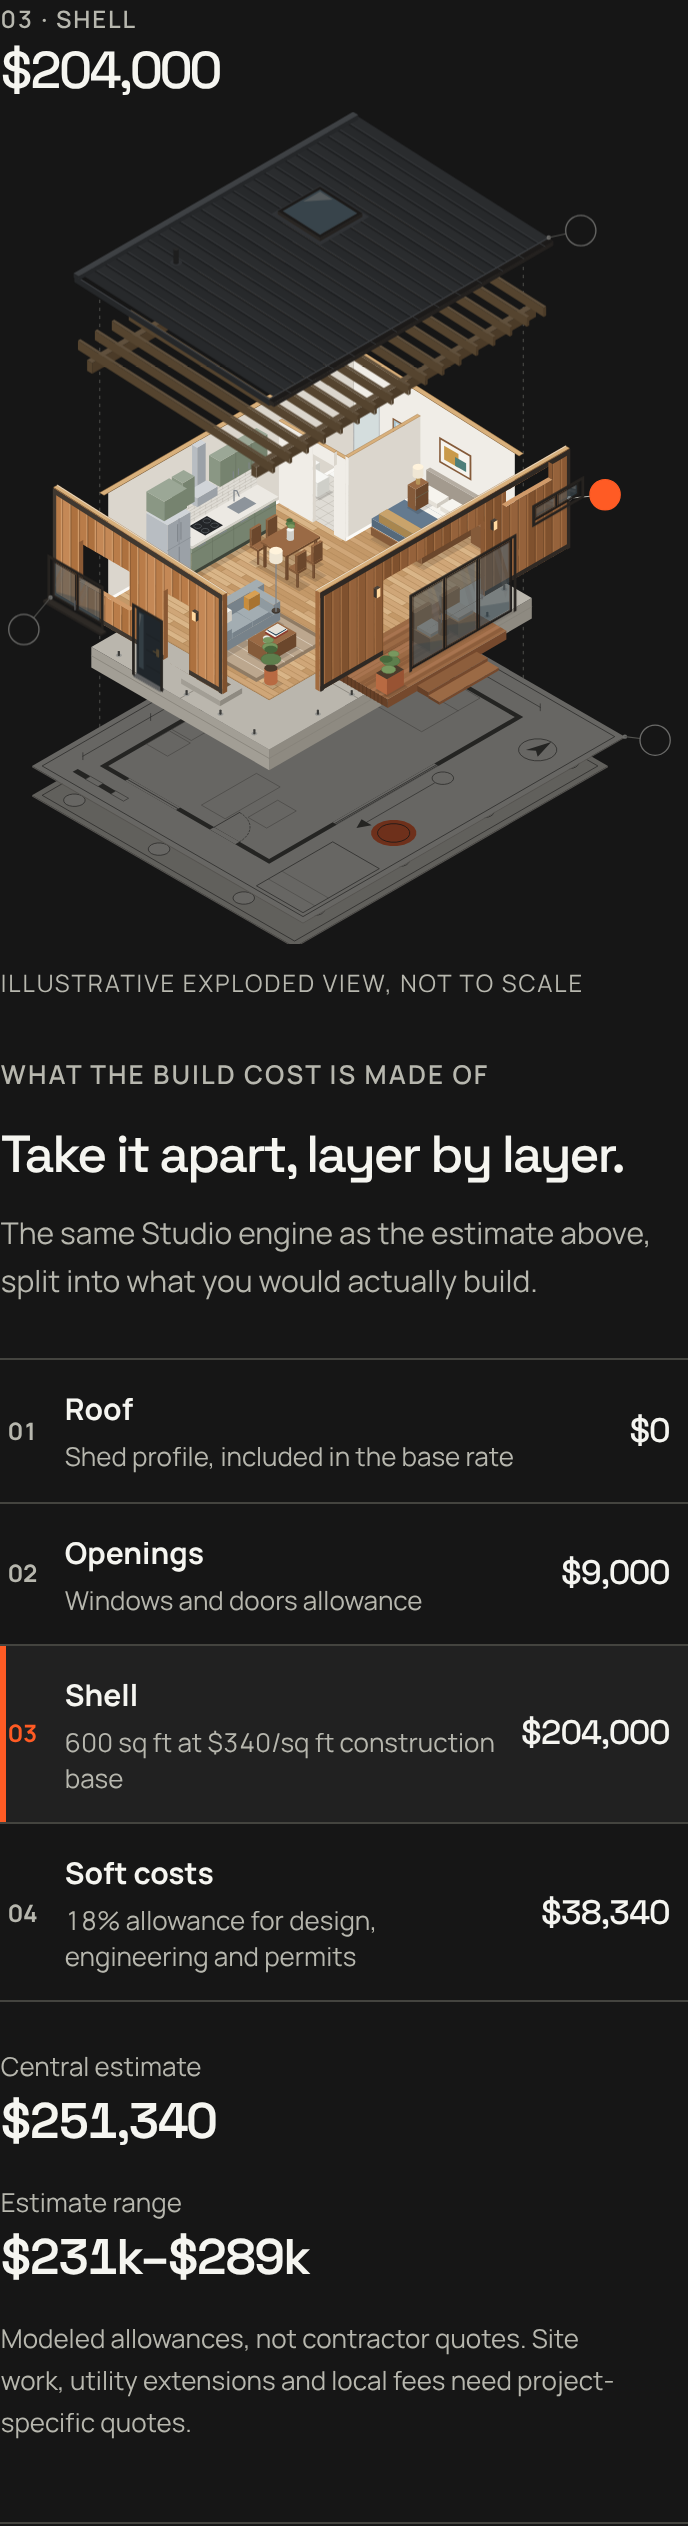 03 · SHELL
$204,000
ILLUSTRATIVE EXPLODED VIEW, NOT TO SCALE
WHAT THE BUILD COST IS MADE OF
Take it apart, layer by layer.
The same Studio engine as the estimate above,
split into what you would actually build.
01
Roof
Shed profile, included in the base rate
$0
02
Openings
Windows and doors allowance
$9,000
03
Shell
600 sq ft at $340/sq ft construction
base
$204,000
04
Soft costs
18% allowance for design,
engineering and permits
$38,340
Central estimate
$251,340
Estimate range
$231k–$289k
Modeled allowances, not contractor quotes. Site
work, utility extensions and local fees need project-
specific quotes.